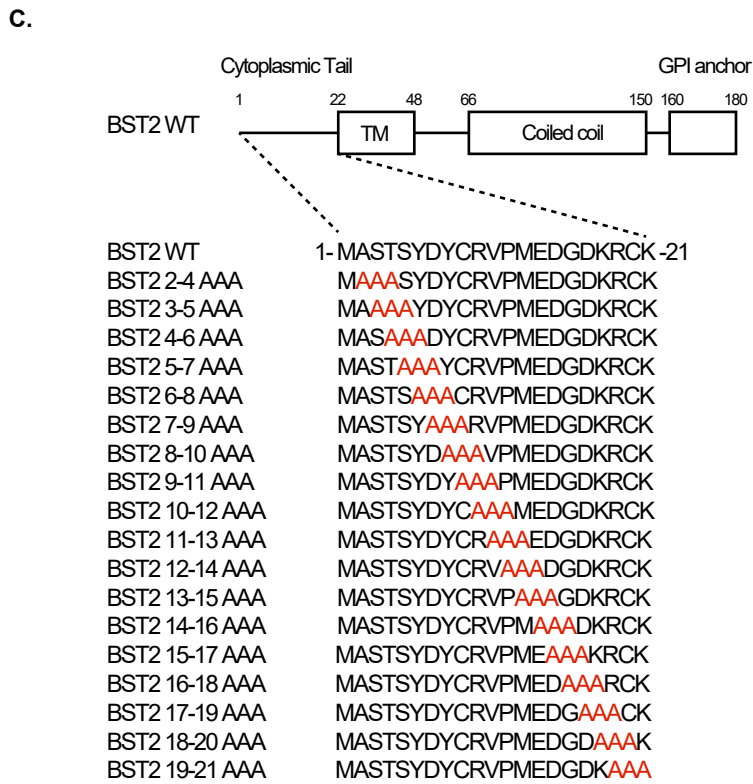 C.
Cytoplasmic Tail GPI anchor
1 22 48 66 150 160 180
BST2 WT TM Coiled coil
BST2 WT 1- MASTSYDYCRVPMEDGDKRCK -21
BST2 2-4 AAA MAAASYDYCRVPMEDGDKRCK
BST2 3-5 AAA MAAAAYDYCRVPMEDGDKRCK
BST2 4-6 AAA MASAAADYCRVPMEDGDKRCK
BST2 5-7 AAA MASTAAAYCRVPMEDGDKRCK
BST2 6-8 AAA MASTSAAACRVPMEDGDKRCK
BST2 7-9 AAA MASTSYAAARVPMEDGDKRCK
BST2 8-10 AAA MASTSYDAAAVPMEDGDKRCK
BST2 9-11 AAA MASTSYDYAAAPMEDGDKRCK
BST2 10-12 AAA MASTSYDYCAAAMEDGDKRCK
BST2 11-13 AAA MASTSYDYCRAAAEDGDKRCK
BST2 12-14 AAA MASTSYDYCRVAAADGDKRCK
BST2 13-15 AAA MASTSYDYCRVPAAAGDKRCK
BST2 14-16 AAA MASTSYDYCRVPMAAADKRCK
BST2 15-17 AAA MASTSYDYCRVPMEAAAKRCK
BST2 16-18 AAA MASTSYDYCRVPMEDAAARCK
BST2 17-19 AAA MASTSYDYCRVPMEDGAAACK
BST2 18-20 AAA MASTSYDYCRVPMEDGDAAAK
BST2 19-21 AAA MASTSYDYCRVPMEDGDKAAA